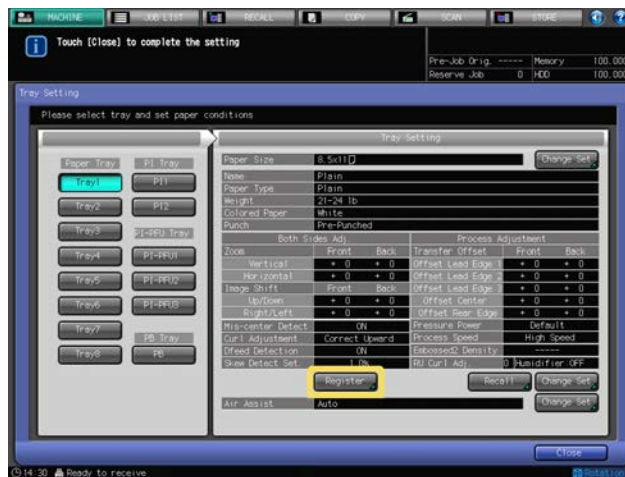 MACHINE JOB LIST RECALL COPY SCAN STORE
Touch [Close] to complete the setting
Pre-Job Orig. ----- Memory 100.000
Reserve Job 0 HDD 100.000
Tray Setting
Please select tray and set paper conditions
Tray Setting
Paper Tray PI Tray
Tray1 PI1
Tray2 PI2
Tray3 PI-PFU Tray
Tray4 PI-PFU1
Tray5 PI-PFU2
Tray6 PI-PFU3
Tray7
PB Tray
Tray8 PB
Paper Size 8.5x11 Change Set
Name Plain
Paper Type Plain
Weight 21-24 lb
Colored Paper White
Punch Pre-Punched
Both Sides Adj. Process Adjustment
Zoom Front Back Transfer Offset Front Back
Vertical + 0 + 0 Offset Lead Edge 1 + 0 + 0
Horizontal + 0 + 0 Offset Lead Edge 2 + 0 + 0
Image Shift Front Back Offset Lead Edge 3 + 0 + 0
Up/Down + 0 + 0 Offset Center + 0 + 0
Right/Left + 0 + 0 Offset Rear Edge + 0 + 0
Mis-center Detect ON Pressure Power Default
Curl Adjustment Correct Upward Process Speed High Speed
Dfeed Detection ON Embossed2 Density -----
Skew Detect Set. 1.0% RU Curl Adj 0 Humidifier:OFF
Register Recall Change Set
Air Assist Auto Change Set
Close
14:30 Ready to receive Rotation